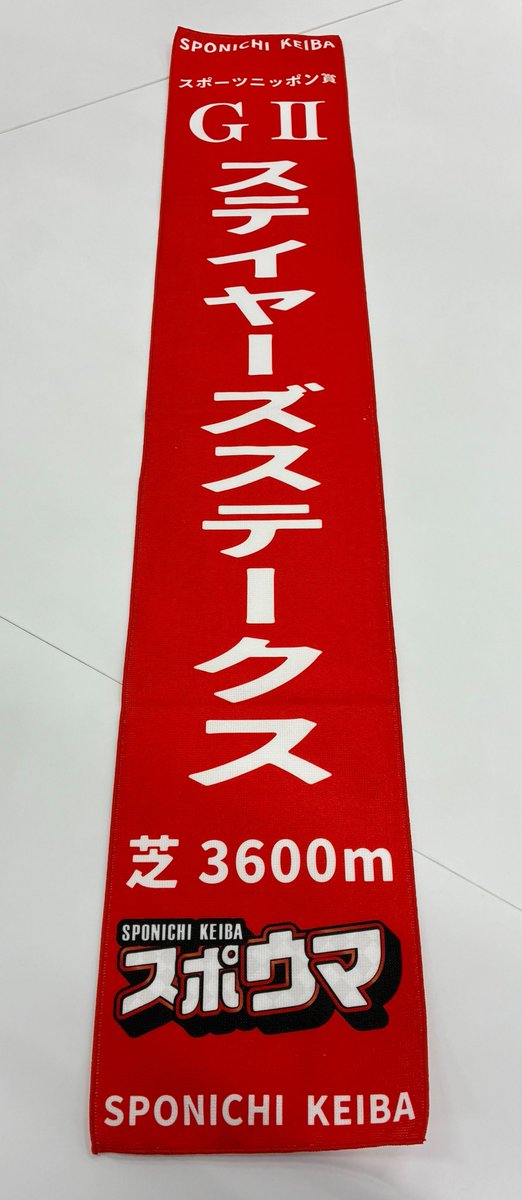 SPONICHI KEIBA
スポーツニッポン賞
GⅡ
ステイヤーズステークス
芝 3600m
SPONICHI KEIBA
スポウマ
SPONICHI KEIBA